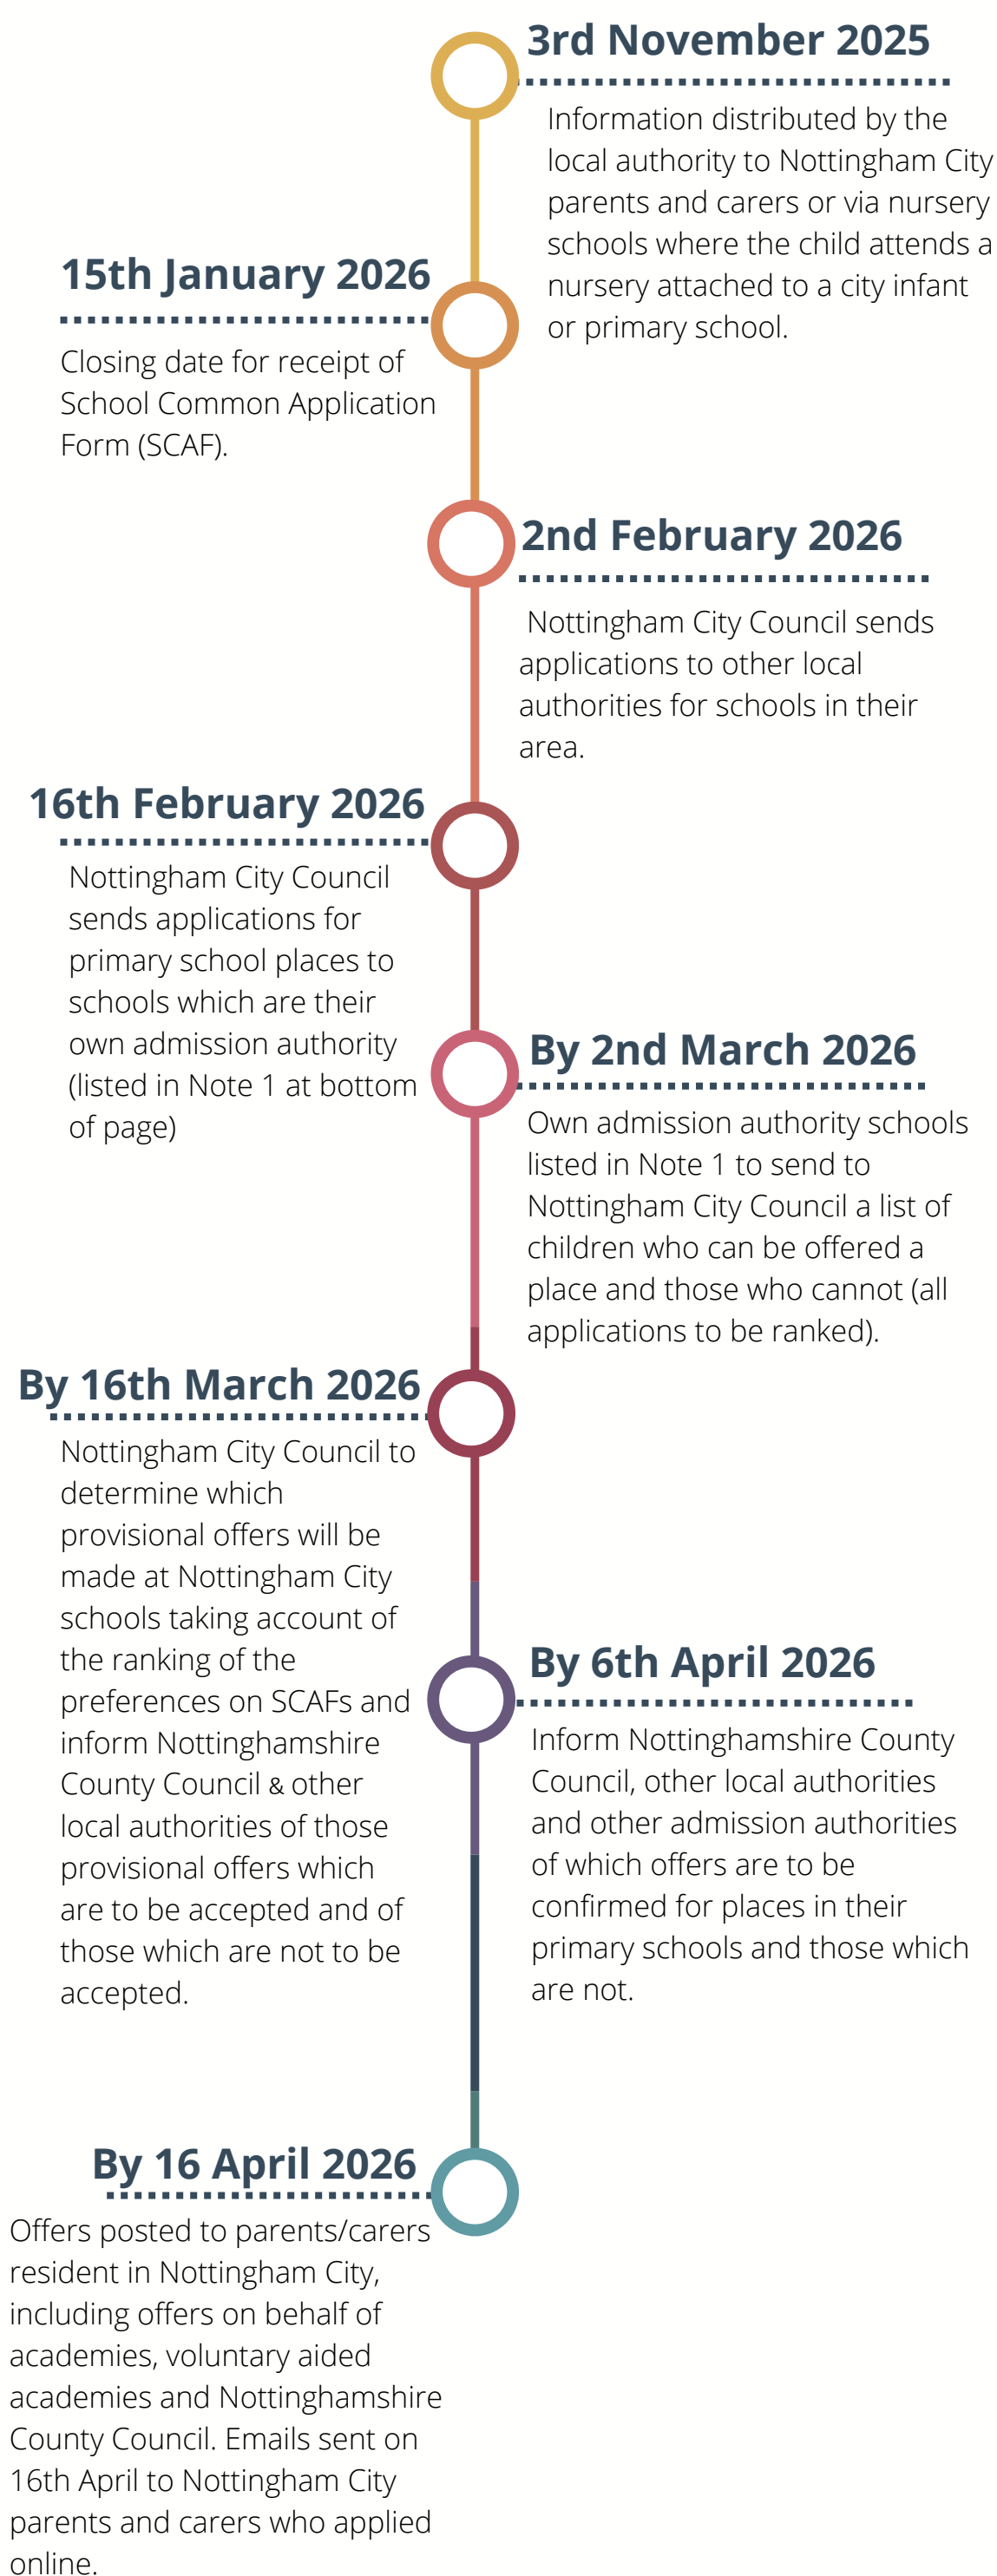 3rd November 2025
Information distributed by the
local authority to Nottingham City
parents and carers or via nursery
schools where the child attends a
nursery attached to a city infant
or primary school.
15th January 2026
Closing date for receipt of
School Common Application
Form (SCAF).
2nd February 2026
Nottingham City Council sends
applications to other local
authorities for schools in their
area.
16th February 2026
Nottingham City Council
sends applications for
primary school places to
schools which are their
own admission authority
(listed in Note 1 at bottom
of page)
By 2nd March 2026
Own admission authority schools
listed in Note 1 to send to
Nottingham City Council a list of
children who can be offered a
place and those who cannot (all
applications to be ranked).
By 16th March 2026
Nottingham City Council to
determine which
provisional offers will be
made at Nottingham City
schools taking account of
the ranking of the
preferences on SCAFs and
inform Nottinghamshire
County Council & other
local authorities of those
provisional offers which
are to be accepted and of
those which are not to be
accepted.
By 6th April 2026
Inform Nottinghamshire County
Council, other local authorities
and other admission authorities
of which offers are to be
confirmed for places in their
primary schools and those which
are not.
By 16 April 2026
Offers posted to parents/carers
resident in Nottingham City,
including offers on behalf of
academies, voluntary aided
academies and Nottinghamshire
County Council. Emails sent on
16th April to Nottingham City
parents and carers who applied
online.